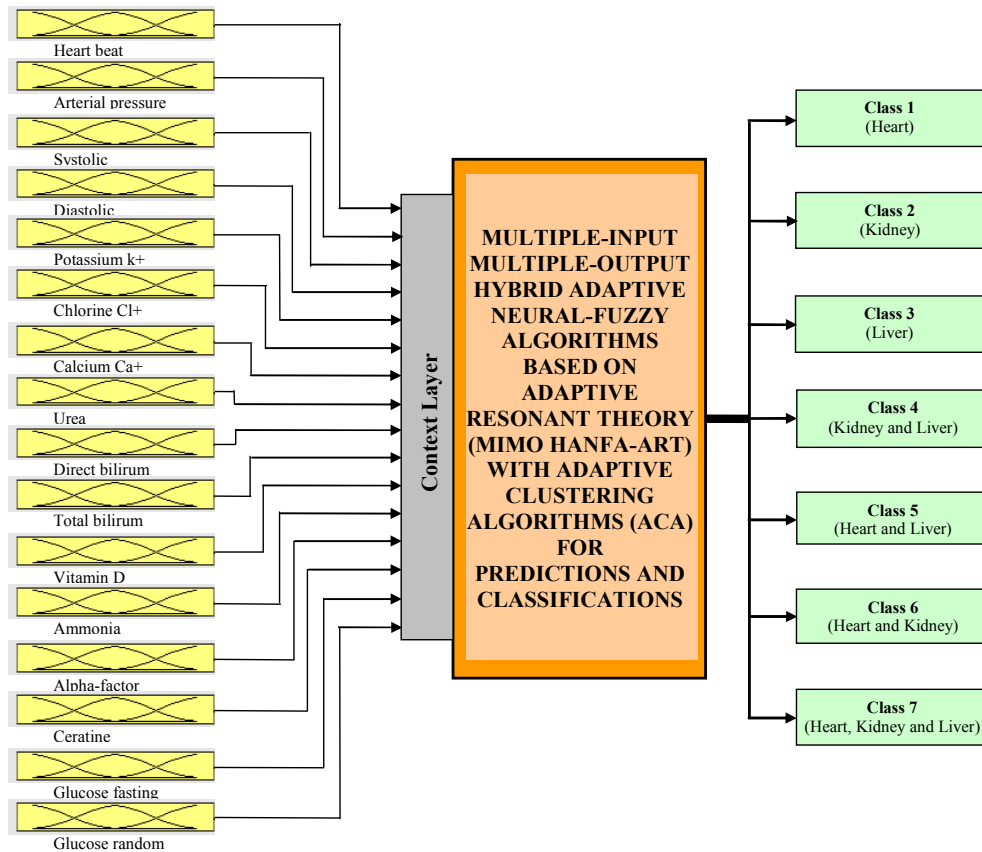 Heart beat
Arterial pressure
Systolic
Diastolic
Potassium k+
Chlorine Cl+
Calcium Ca+
Urea
Direct bilirum
Total bilirum
Vitamin D
Ammonia
Alpha-factor
Ceratine
Glucose fasting
Glucose random
Context Layer
MULTIPLE-INPUT
MULTIPLE-OUTPUT
HYBRID ADAPTIVE
NEURAL-FUZZY
ALGORITHMS
BASED ON
ADAPTIVE
RESONANT THEORY
(MIMO HANFA-ART)
WITH ADAPTIVE
CLUSTERING
ALGORITHMS (ACA)
FOR
PREDICTIONS AND
CLASSIFICATIONS
Class 1
(Heart)
Class 2
(Kidney)
Class 3
(Liver)
Class 4
(Kidney and Liver)
Class 5
(Heart and Liver)
Class 6
(Heart and Kidney)
Class 7
(Heart, Kidney and Liver)